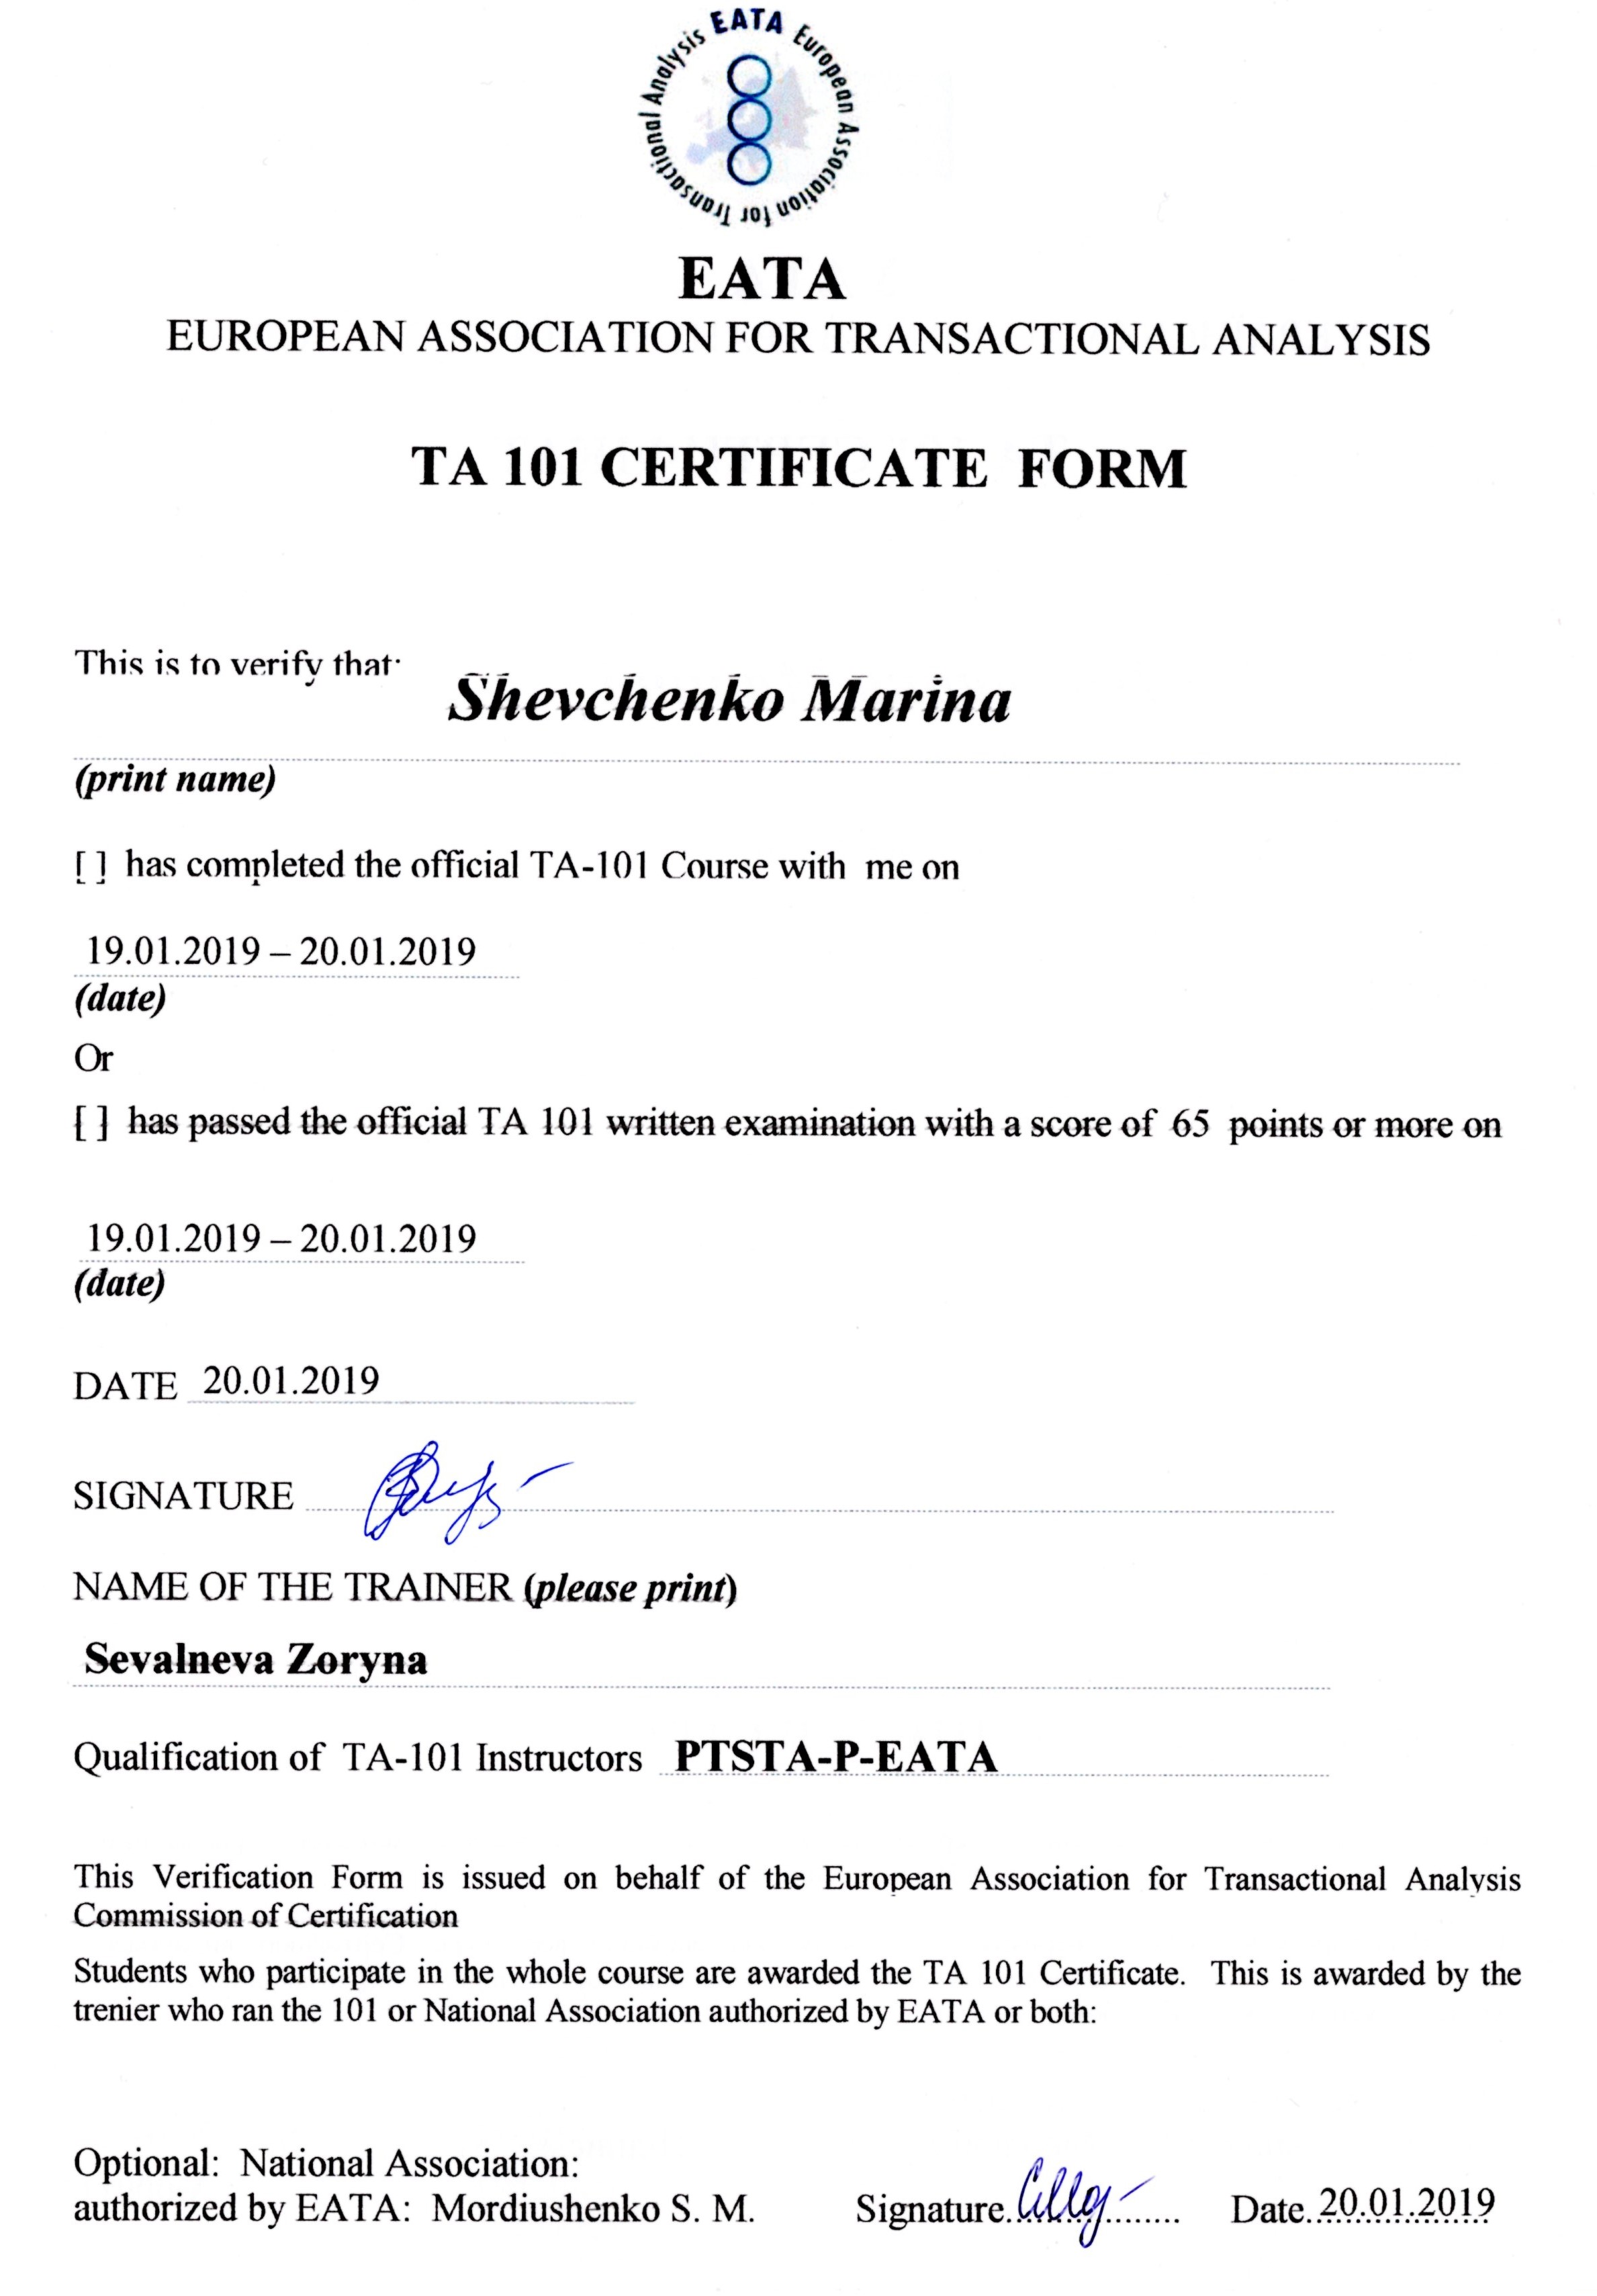 EATA European Association for Transactional Analysis
EATA
EUROPEAN ASSOCIATION FOR TRANSACTIONAL ANALYSIS
TA 101 CERTIFICATE FORM
This is to verify that:
Shevchenko Marina
(print name)
[ ] has completed the official TA-101 Course with me on
19.01.2019 – 20.01.2019
(date)
Or
[ ] has passed the official TA 101 written examination with a score of 65 points or more on
19.01.2019 – 20.01.2019
(date)
DATE 20.01.2019
SIGNATURE
NAME OF THE TRAINER (please print)
Sevalneva Zoryna
Qualification of TA-101 Instructors PTSTA-P-EATA
This Verification Form is issued on behalf of the European Association for Transactional Analysis
Commission of Certification
Students who participate in the whole course are awarded the TA 101 Certificate. This is awarded by the
trenier who ran the 101 or National Association authorized by EATA or both:
Optional: National Association:
authorized by EATA: Mordiushenko S. M. Signature Date 20.01.2019